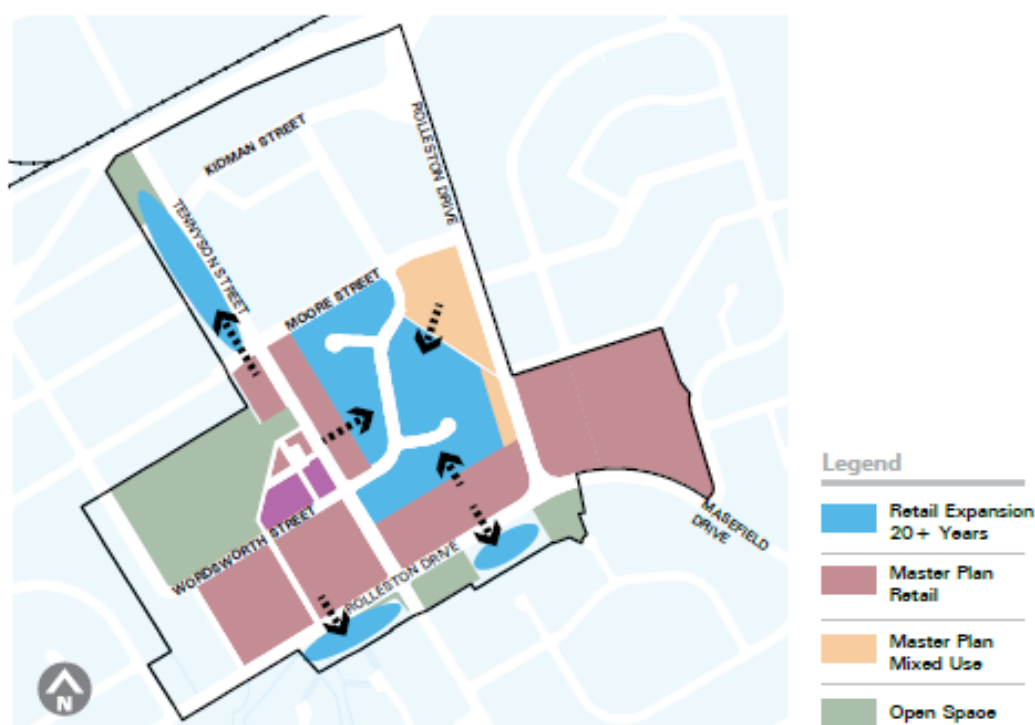 KIDMAN STREET
ROLLESTON DRIVE
TENNYSON STREET
MOORE STREET
WORDSWORTH STREET
ROLLESTON DRIVE
MASEFIELD
DRIVE
N
Legend
Retail Expansion
20+ Years
Master Plan
Retail
Master Plan
Mixed Use
Open Space